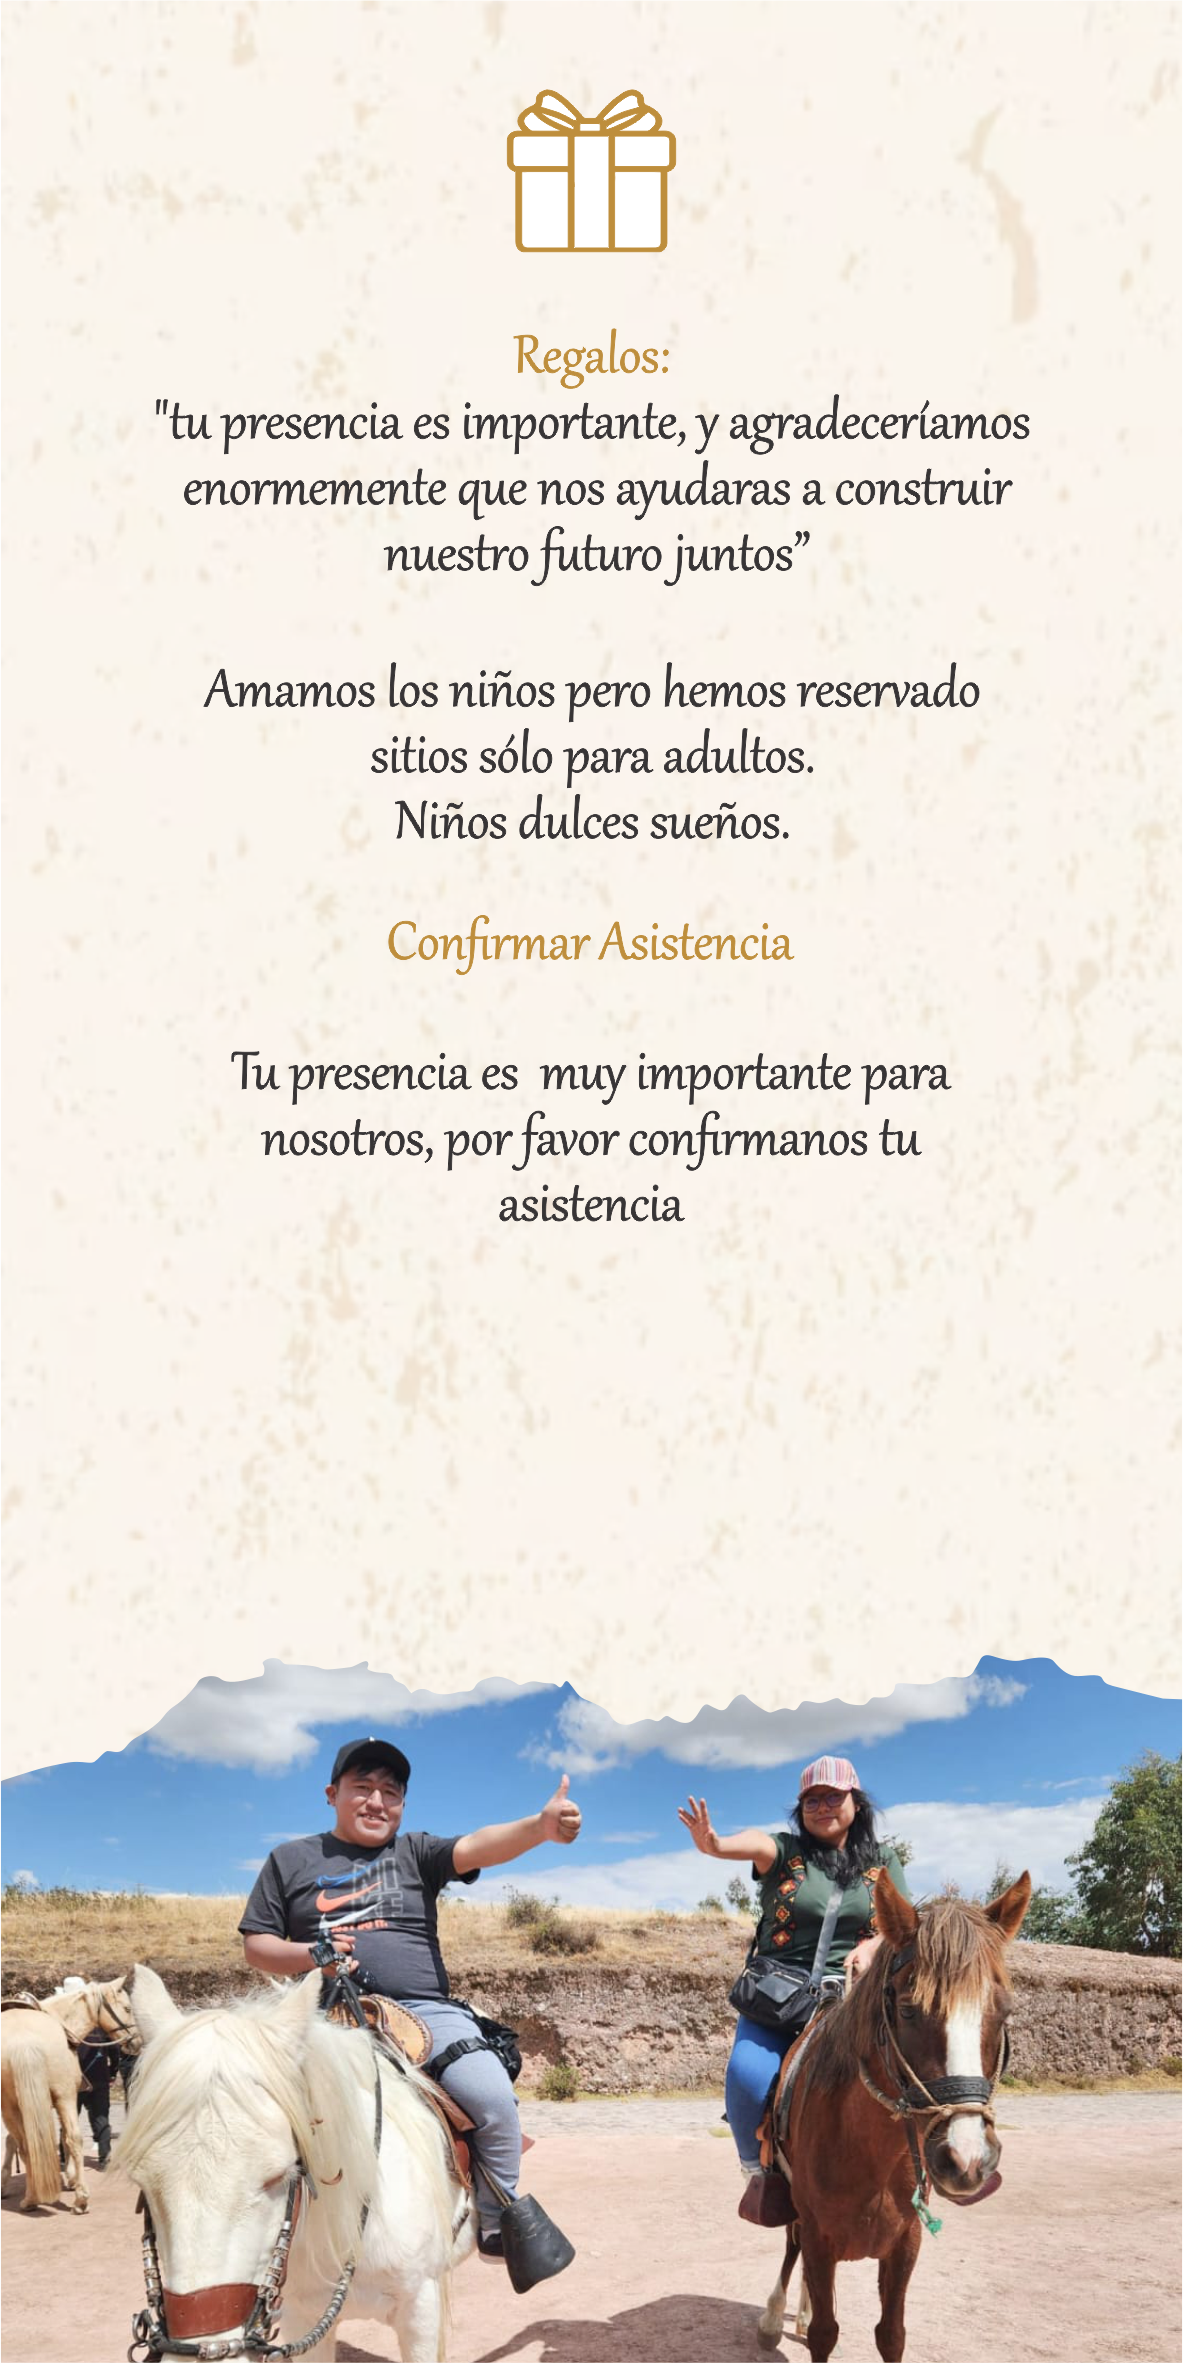 Regalos:
"tu presencia es importante, y agradeceríamos
enormemente que nos ayudaras a construir
nuestro futuro juntos”
Amamos los niños pero hemos reservado
sitios sólo para adultos.
Niños dulces sueños.
Confirmar Asistencia
Tu presencia es  muy importante para
nosotros, por favor confirmanos tu
asistencia